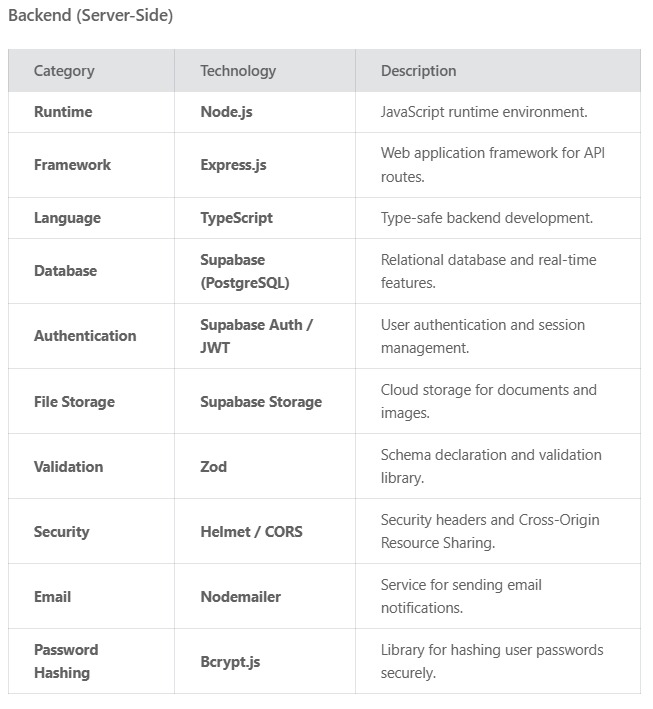 Backend (Server-Side)
Category Technology Description
Runtime Node.js JavaScript runtime environment.
Framework Express.js Web application framework for API
routes.
Language TypeScript Type-safe backend development.
Database Supabase
(PostgreSQL) Relational database and real-time
features.
Authentication Supabase Auth /
JWT User authentication and session
management.
File Storage Supabase Storage Cloud storage for documents and
images.
Validation Zod Schema declaration and validation
library.
Security Helmet / CORS Security headers and Cross-Origin
Resource Sharing.
Email Nodemailer Service for sending email
notifications.
Password
Hashing Bcrypt.js Library for hashing user passwords
securely.